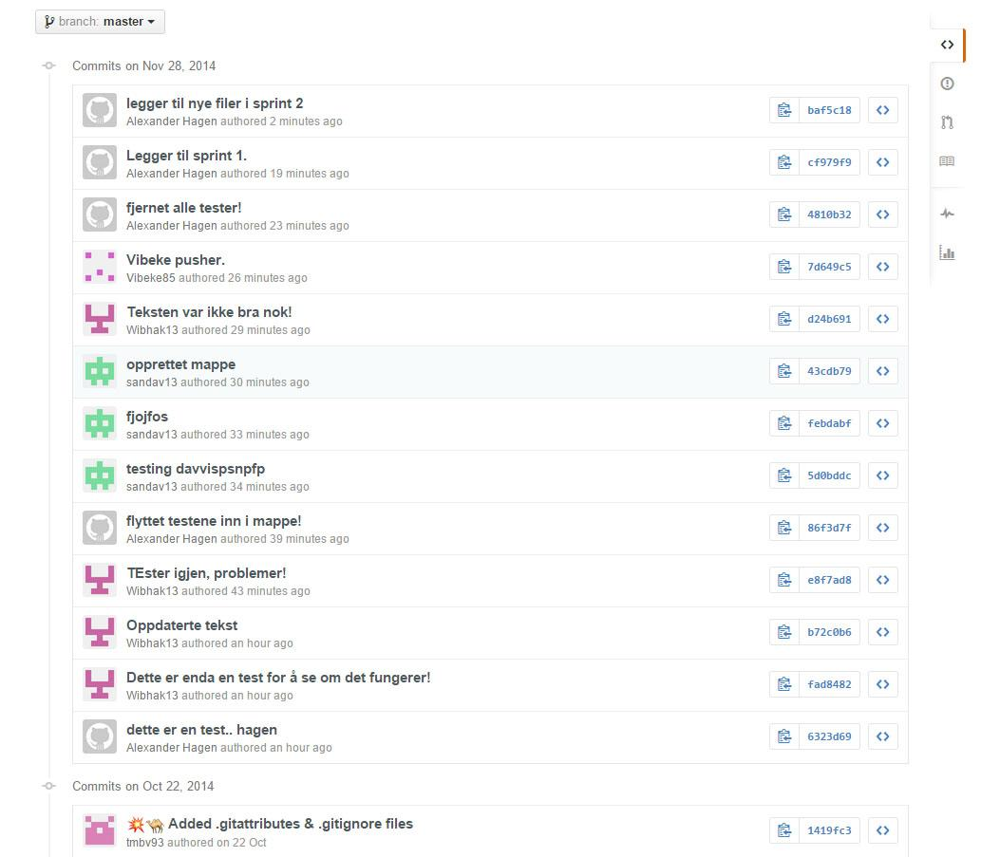 branch: master
Commits on Nov 28, 2014
legger til nye filer i sprint 2
Alexander Hagen authored 2 minutes ago
baf5c18
Legger til sprint 1.
Alexander Hagen authored 19 minutes ago
cf979f9
fjernet alle tester!
Alexander Hagen authored 23 minutes ago
4810b32
Vibeke pusher.
Vibeke85 authored 26 minutes ago
7d649c5
Teksten var ikke bra nok!
Wibhak13 authored 29 minutes ago
d24b691
opprettet mappe
sandav13 authored 30 minutes ago
43cdb79
fjojfos
sandav13 authored 33 minutes ago
febdabf
testing davvispsnpfp
sandav13 authored 34 minutes ago
5d0bddc
flyttet testene inn i mappe!
Alexander Hagen authored 39 minutes ago
86f3d7f
TEster igjen, problemer!
Wibhak13 authored 43 minutes ago
e8f7ad8
Oppdaterte tekst
Wibhak13 authored an hour ago
b72c0b6
Dette er enda en test for å se om det fungerer!
Wibhak13 authored an hour ago
fad8482
dette er en test.. hagen
Alexander Hagen authored an hour ago
6323d69
Commits on Oct 22, 2014
💥🐫 Added .gitattributes & .gitignore files
tmbv93 authored on 22 Oct
1419fc3